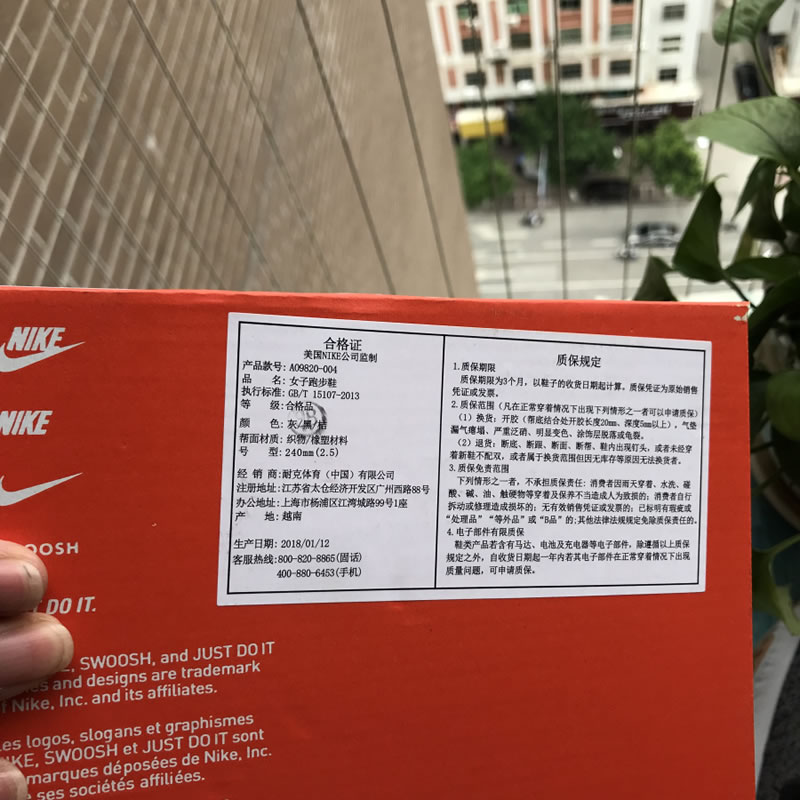 NIKE
NIKE
SWOOSH
JUST DO IT.
, SWOOSH, and JUST DO IT
and designs are trademark
f Nike, Inc. and its affiliates.
es logos, slogans et graphismes
IKE, SWOOSH et JUST DO IT sont
marques déposées de Nike, Inc.
ses sociétés affiliées.
合格证
美国NIKE公司监制
产品款号: AO9820-004
品 名: 女子跑步鞋
执行标准: GB/T 15107-2013
等 级: 合格品
颜 色: 灰/黑/桔
帮面材质: 织物/橡塑材料
号 型: 240mm(2.5)
经 销 商: 耐克体育（中国）有限公司
注册地址: 江苏省太仓经济开发区广州西路88号
办公地址: 上海市杨浦区江湾城路99号1座
产 地: 越南
生产日期: 2018/01/12
客服热线: 800-820-8865(固话)
400-880-6453(手机)
质保规定
1.质保期限
质保期限为3个月，以鞋子的收货日期起计算。质保凭证为原始销售
凭证或发票。
2.质保范围（凡在正常穿着情况下出现下列情形之一者可以申请质保）
（1）换货: 开胶（帮底结合处开胶长度20mm、深度5mm以上）。气垫
漏气瘪塌、严重泛硝、明显变色、涂饰层脱落或龟裂。
（2）退货: 断底、断跟、断面、断帮、鞋内出现钉头，或者未经穿
着新鞋不配双，或者属于换货范围但因无库存等原因无法换货者。
3.质保免责范围
下列情形之一者，不承担质保责任: 消费者因雨天穿着、水洗、碰
酸、碱、油、触硬物等穿着及保养不当造成人为致损的; 消费者自行
拆动或修理造成损坏的; 无有效销售凭证或发票的; 已标明有瑕疵或
“处理品”“等外品”或“B品”的; 其他法律法规规定免除质保责任的。
4.电子部件有限质保
鞋类产品若含有马达、电池及充电器等电子部件，除遵循以上质保
规定之外，自收货日期起一年内若其电子部件在正常穿着情况下出现
质量问题，可申请质保。